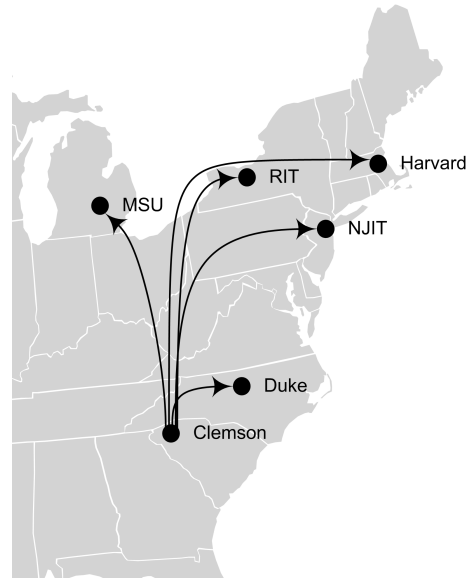 Harvard
RIT
MSU
NJIT
Duke
Clemson